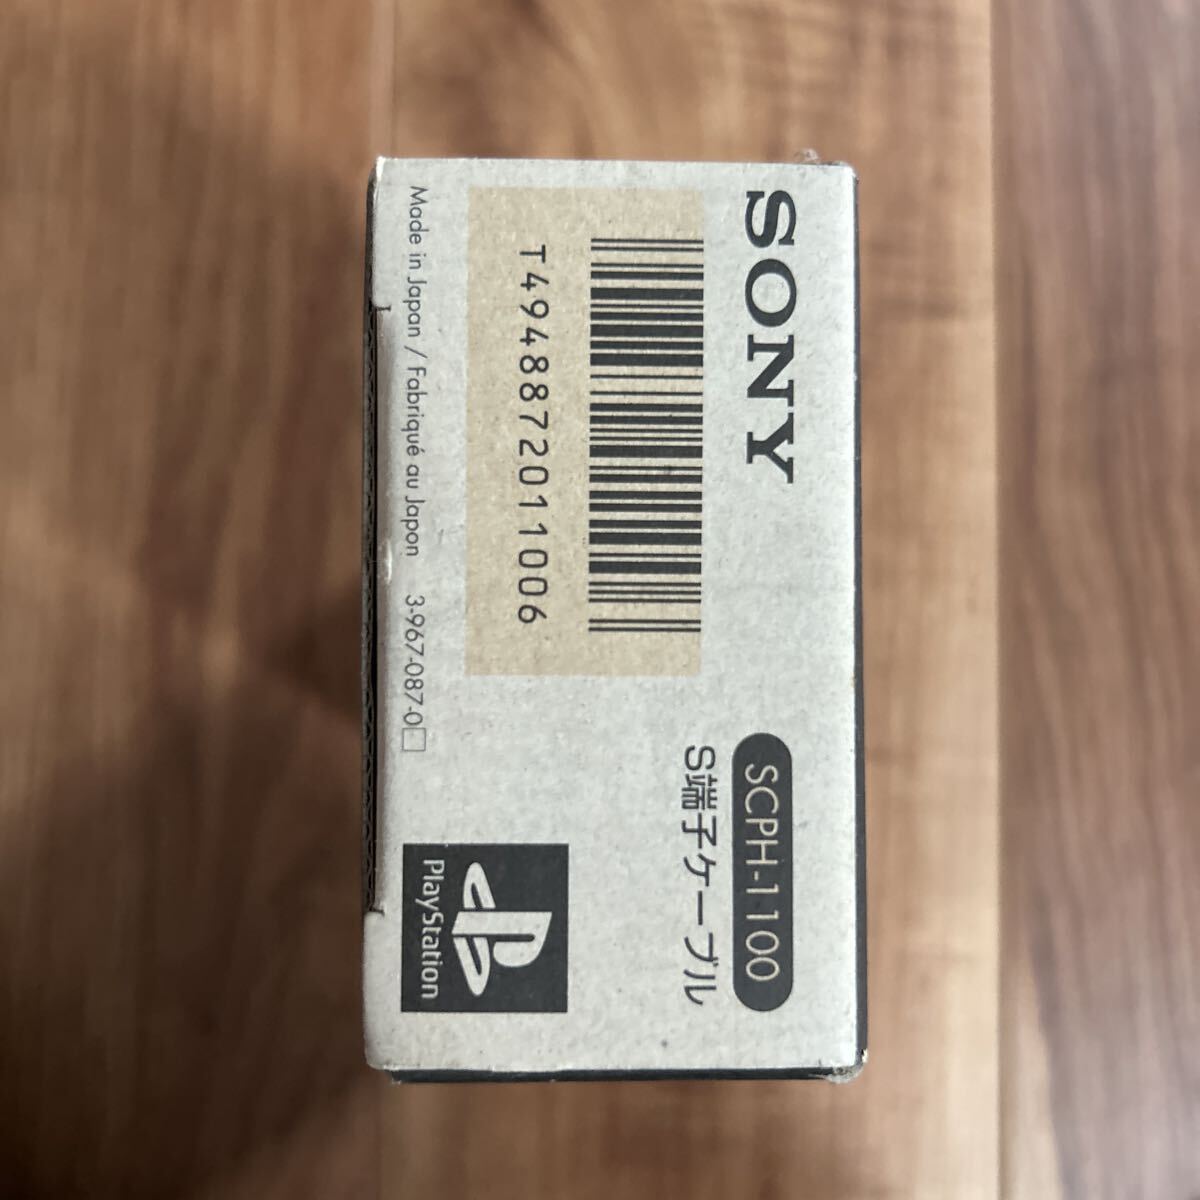 SONY
SCPH-1100
S端子ケーブル
T4948872011006
Made in Japan / Fabriqué au Japon 3-967-087-0□
PlayStation